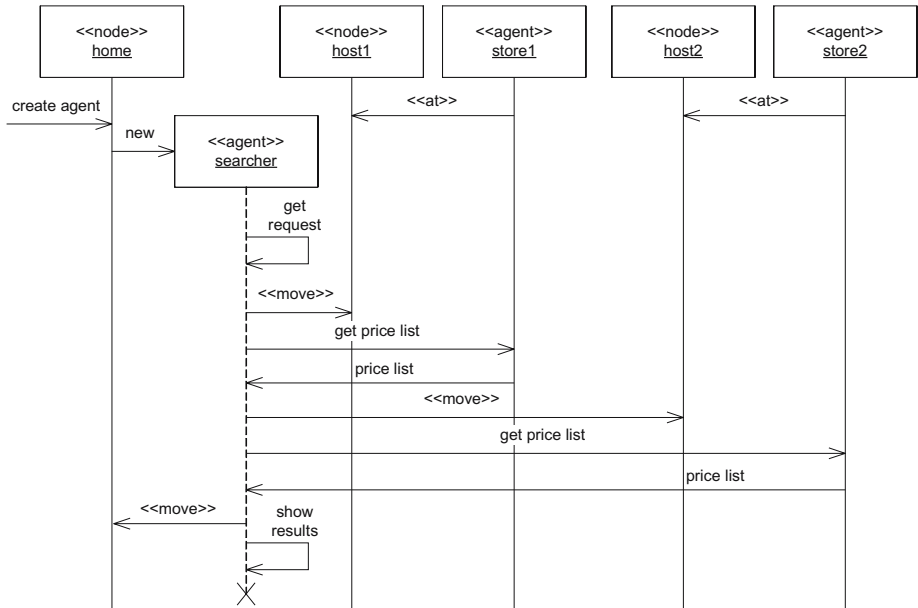 <<node>>
home
<<node>>
host1
<<agent>>
store1
<<node>>
host2
<<agent>>
store2
<<at>>
<<at>>
create agent
new
<<agent>>
searcher
get
request
<<move>>
get price list
price list
<<move>>
get price list
price list
<<move>>
show
results